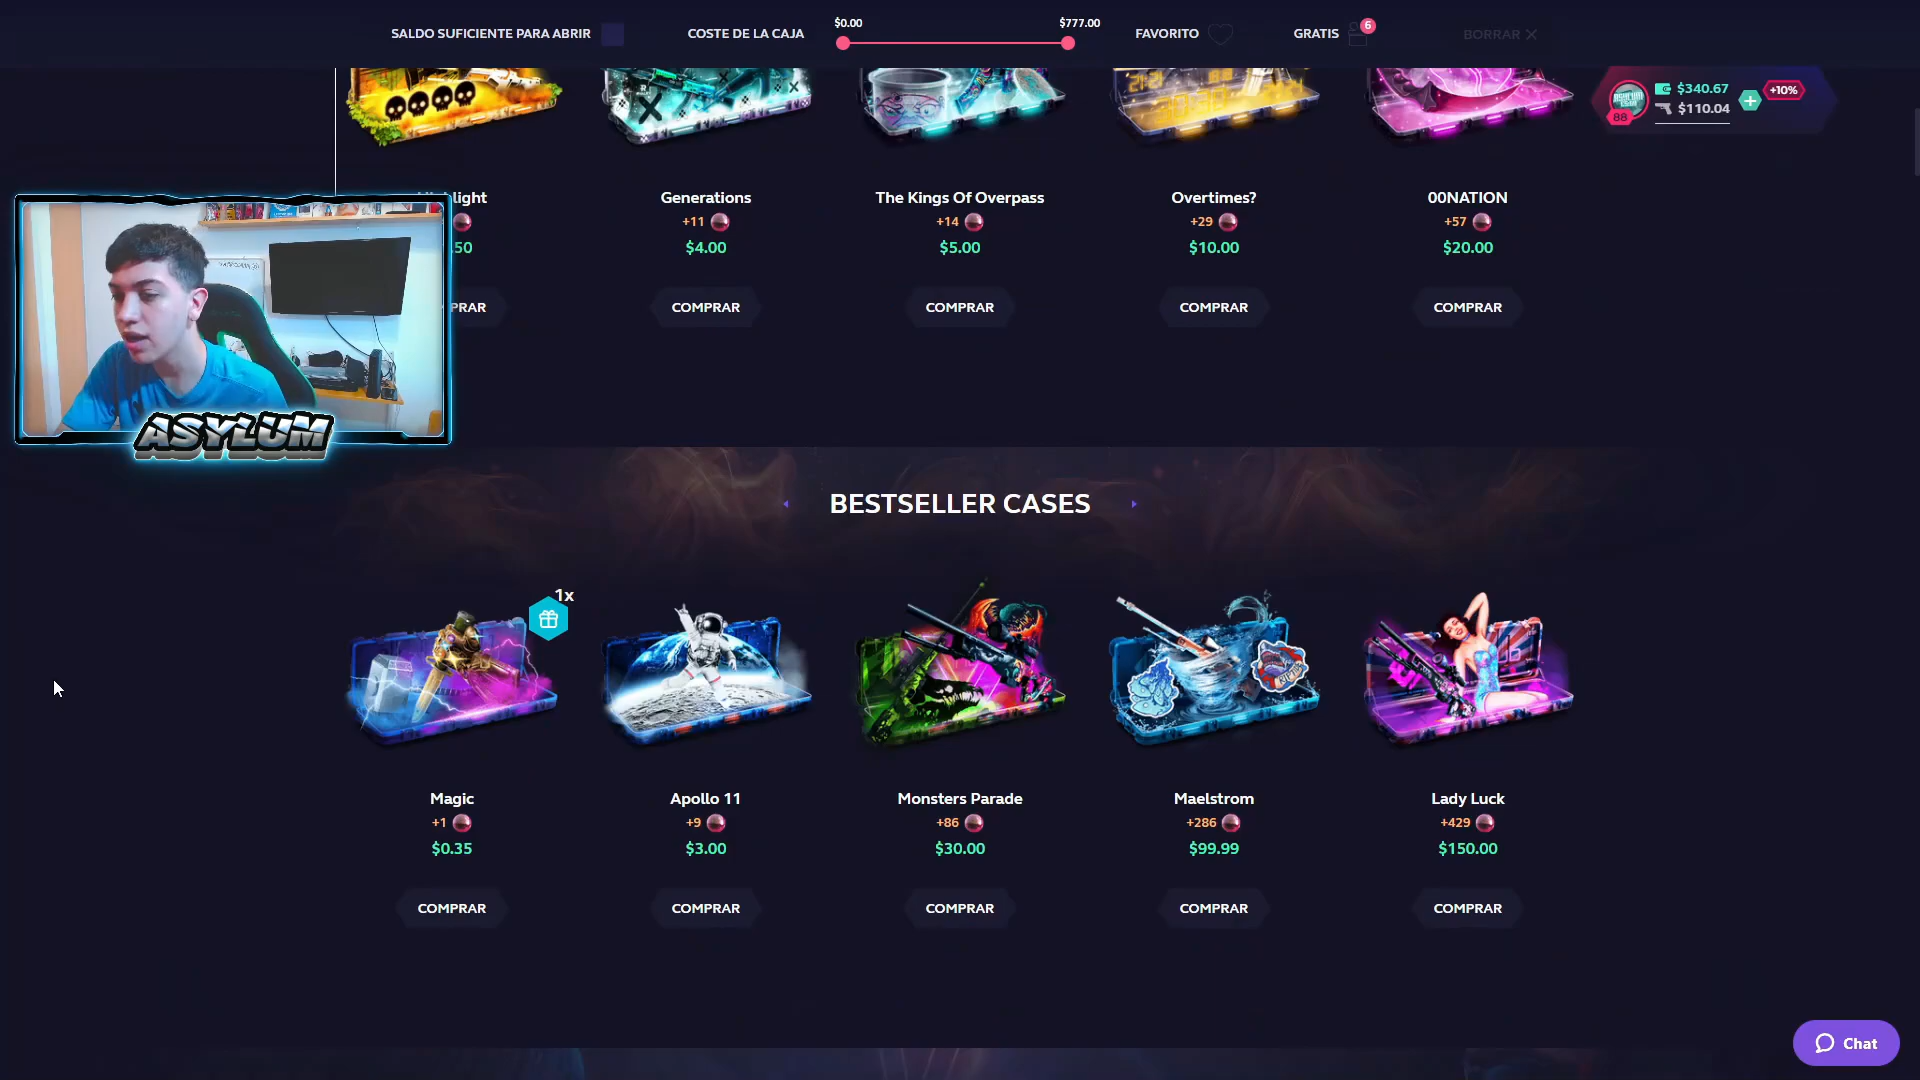 SALDO SUFICIENTE PARA ABRIR
COSTE DE LA CAJA
$0.00
$777.00
FAVORITO
GRATIS
6
BORRAR
$340.67
$110.04
+10%
88
light
.50
PRAR
Generations
+11
$4.00
COMPRAR
The Kings Of Overpass
+14
$5.00
COMPRAR
Overtimes?
+29
$10.00
COMPRAR
00NATION
+57
$20.00
COMPRAR
ASYLUM
BESTSELLER CASES
1x
Magic
+1
$0.35
COMPRAR
Apollo 11
+9
$3.00
COMPRAR
Monsters Parade
+86
$30.00
COMPRAR
Maelstrom
+286
$99.99
COMPRAR
Lady Luck
+429
$150.00
COMPRAR
Chat